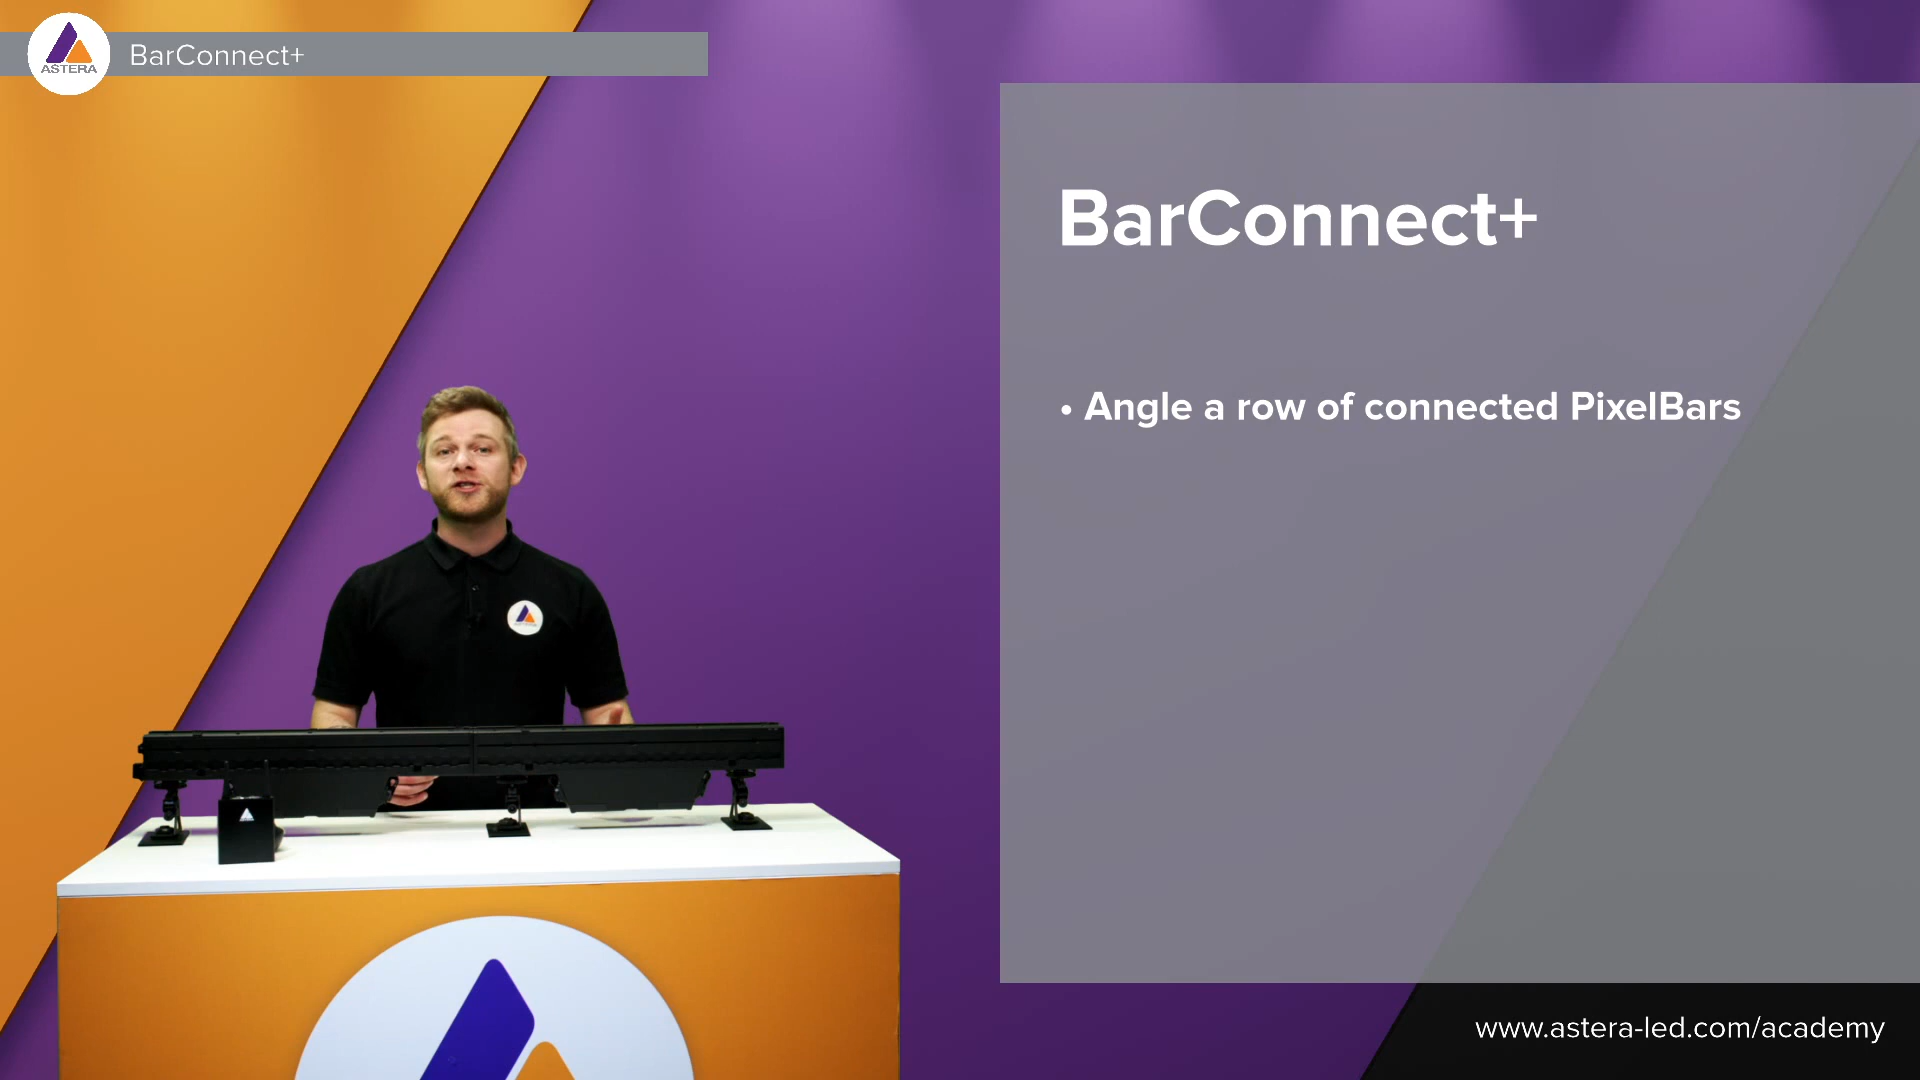 ASTERA
BarConnect+
BarConnect+
• Angle a row of connected PixelBars
www.astera-led.com/academy